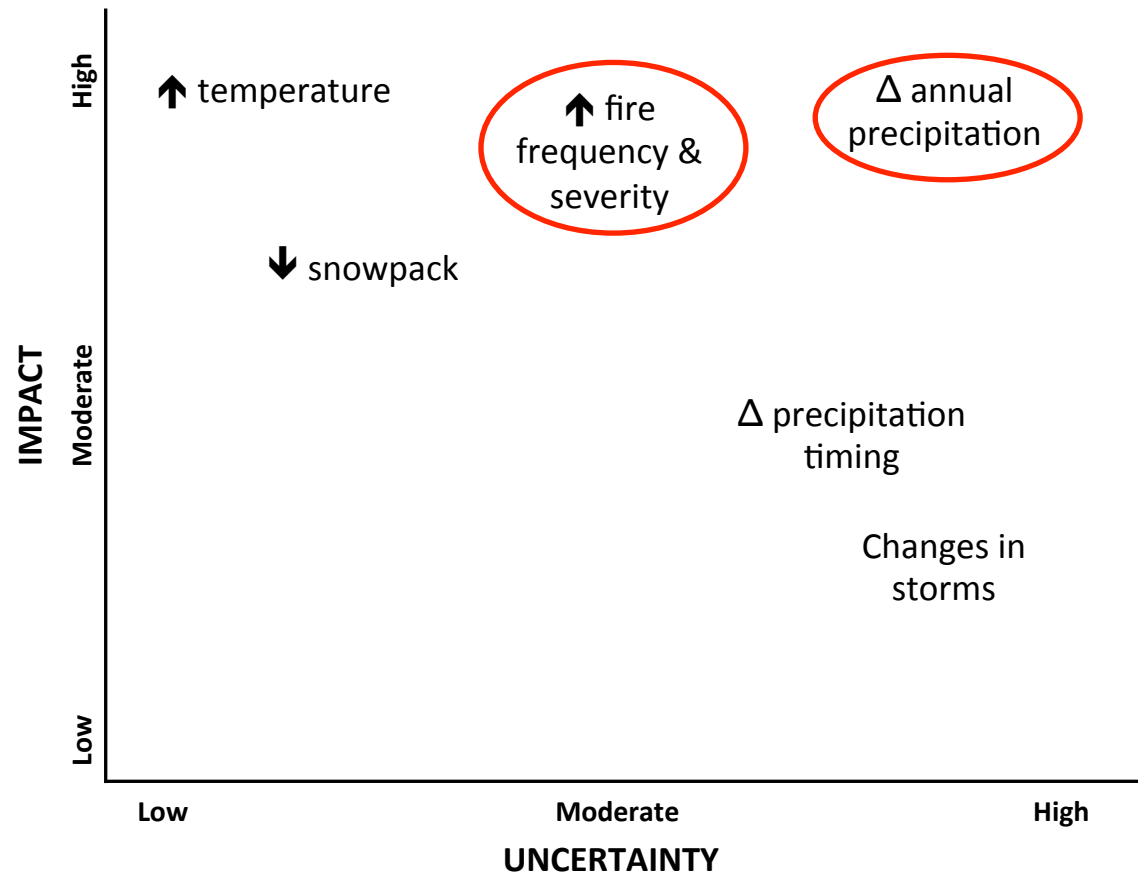 IMPACT
High
Moderate
Low
↑ temperature
↑ fire
frequency &
severity
Δ annual
precipitation
↓ snowpack
Δ precipitation
timing
Changes in
storms
Low
Moderate
High
UNCERTAINTY